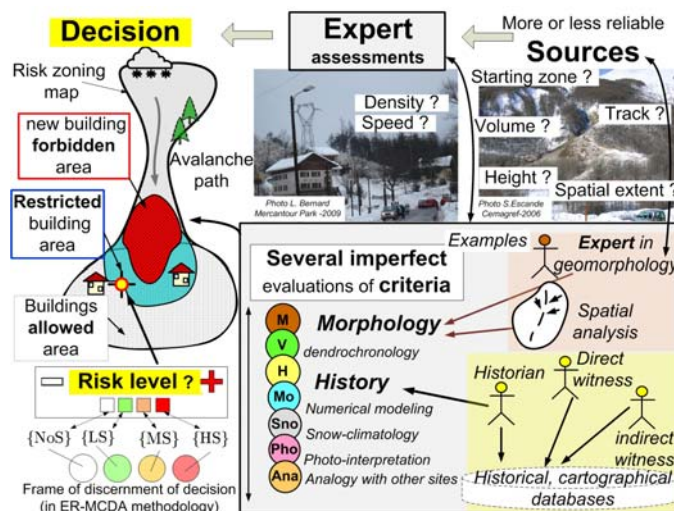 Decision
Expert
assessments
More or less reliable
Sources
Risk zoning
map
new building
forbidden
area
Avalanche
path
Restricted
building
area
Buildings
allowed
area
Density ?
Speed ?
Photo L. Bernard
Mercantour Park -2009
Starting zone ?
Volume ?
Track ?
Height ?
Spatial extent ?
Photo S.Escande
Cemagref-2006
Several imperfect
evaluations of criteria
Examples
Expert in
geomorphology
Spatial
analysis
M
Morphology
V
dendrochronology
H
History
Mo
Numerical modeling
Sno
Snow-climatology
Pho
Photo-interpretation
Ana
Analogy with other sites
Historian
Direct
witness
indirect
witness
Historical, cartographical
databases
Risk level ?
{NoS} {LS} {MS} {HS}
Frame of discernment of decision
(in ER-MCDA methodology)